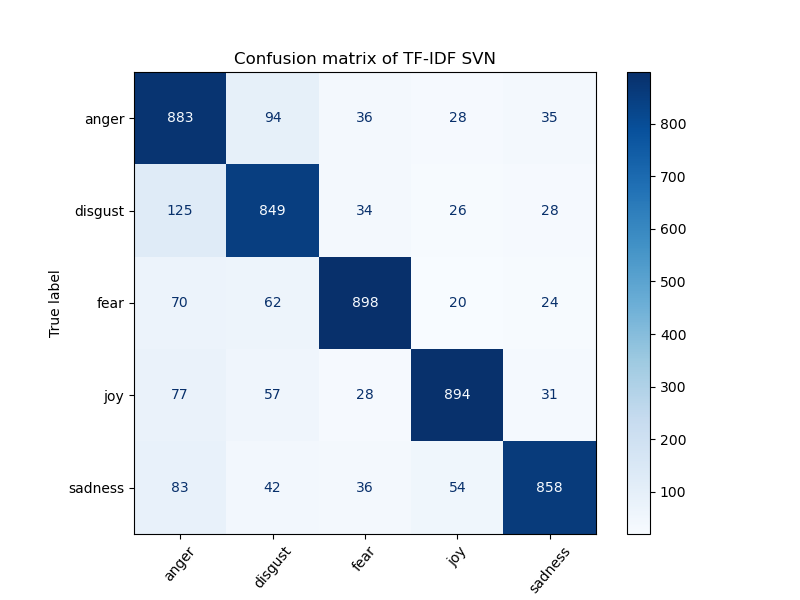 Confusion matrix of TF-IDF SVN
True label
anger 883 94 36 28 35
disgust 125 849 34 26 28
fear 70 62 898 20 24
joy 77 57 28 894 31
sadness 83 42 36 54 858
anger disgust fear joy sadness
800
700
600
500
400
300
200
100